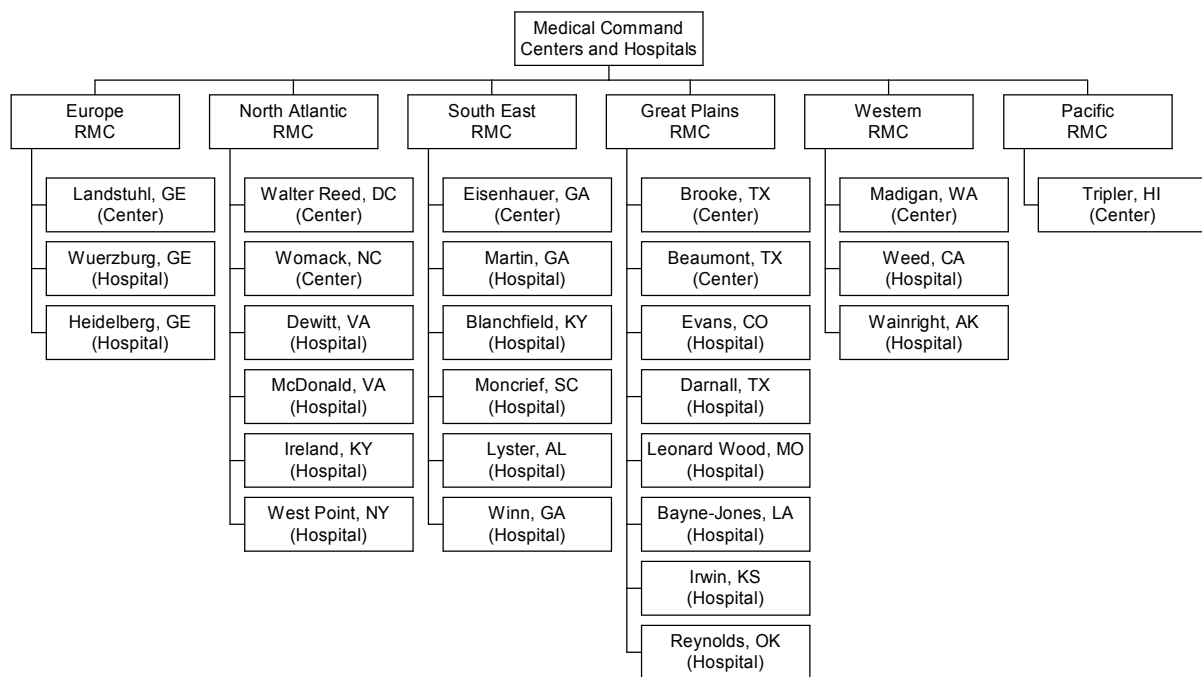 Medical Command
Centers and Hospitals
Europe
RMC
North Atlantic
RMC
South East
RMC
Great Plains
RMC
Western
RMC
Pacific
RMC
Landstuhl, GE
(Center)
Wuerzburg, GE
(Hospital)
Heidelberg, GE
(Hospital)
Walter Reed, DC
(Center)
Womack, NC
(Center)
Dewitt, VA
(Hospital)
McDonald, VA
(Hospital)
Ireland, KY
(Hospital)
West Point, NY
(Hospital)
Eisenhauer, GA
(Center)
Martin, GA
(Hospital)
Blanchfield, KY
(Hospital)
Moncrief, SC
(Hospital)
Lyster, AL
(Hospital)
Winn, GA
(Hospital)
Brooke, TX
(Center)
Beaumont, TX
(Center)
Evans, CO
(Hospital)
Darnall, TX
(Hospital)
Leonard Wood, MO
(Hospital)
Bayne-Jones, LA
(Hospital)
Irwin, KS
(Hospital)
Reynolds, OK
(Hospital)
Madigan, WA
(Center)
Weed, CA
(Hospital)
Wainright, AK
(Hospital)
Tripler, HI
(Center)